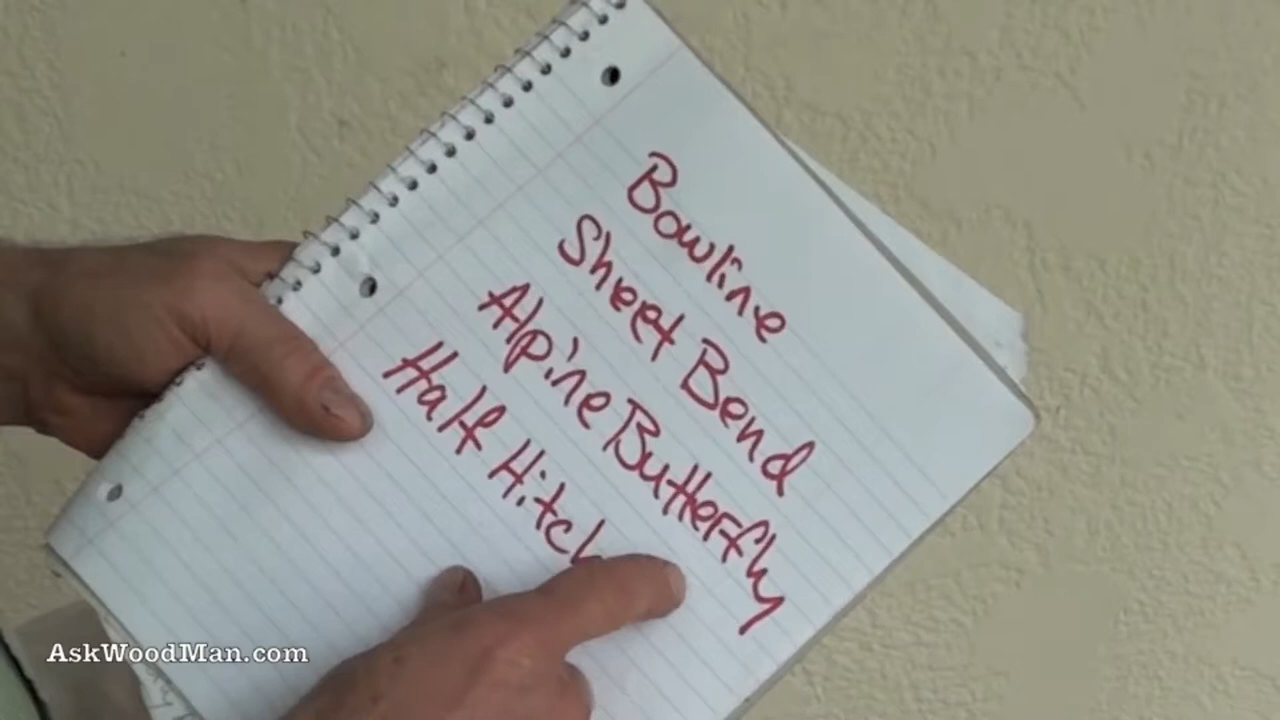 Bowline
Sheet Bend
Alpine Butterfly
Half Hitch
AskWoodMan.com